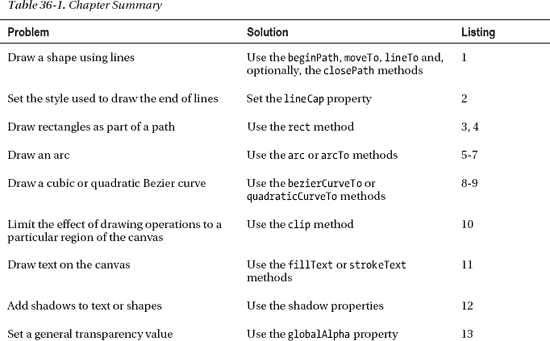 Table 36-1. Chapter Summary
Problem Solution Listing
Draw a shape using lines Use the beginPath, moveTo, lineTo and, 1
optionally, the closePath methods
Set the style used to draw the end of lines Set the lineCap property 2
Draw rectangles as part of a path Use the rect method 3, 4
Draw an arc Use the arc or arcTo methods 5-7
Draw a cubic or quadratic Bezier curve Use the bezierCurveTo or 8-9
quadraticCurveTo methods
Limit the effect of drawing operations to a Use the clip method 10
particular region of the canvas
Draw text on the canvas Use the fillText or strokeText 11
methods
Add shadows to text or shapes Use the shadow properties 12
Set a general transparency value Use the globalAlpha property 13